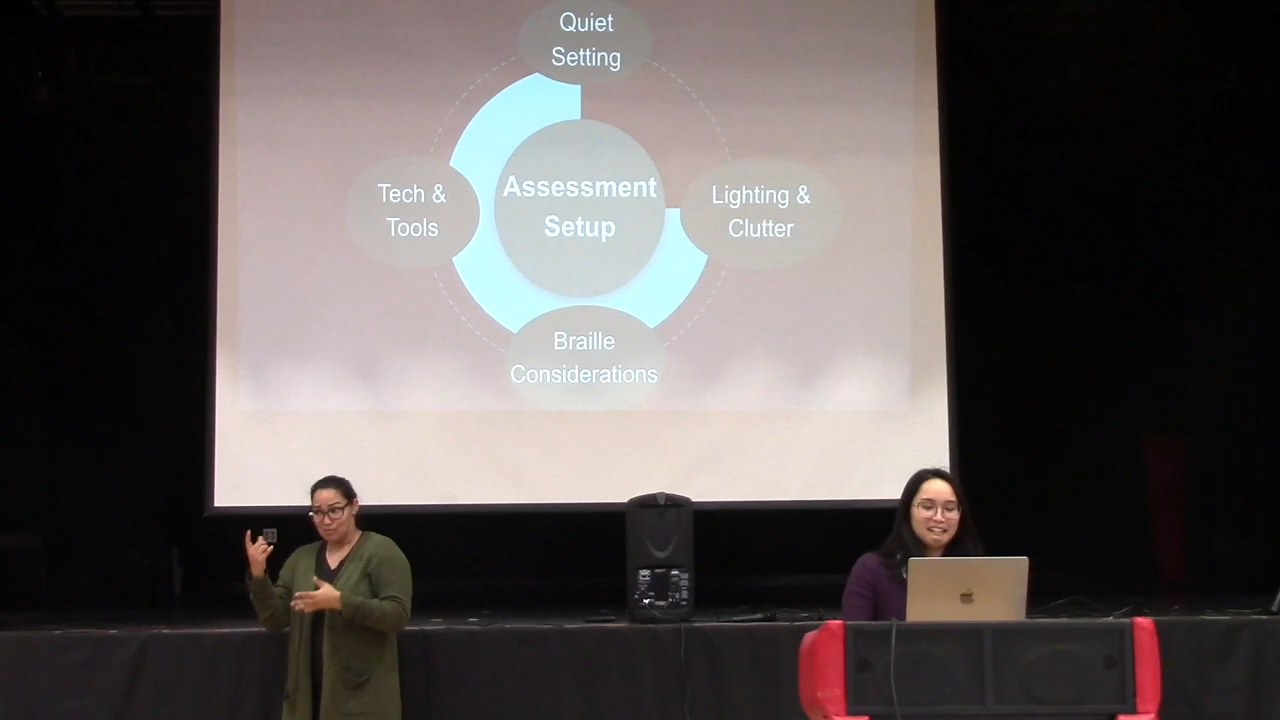 Quiet
Setting
Tech &
Tools
Assessment
Setup
Lighting &
Clutter
Braille
Considerations